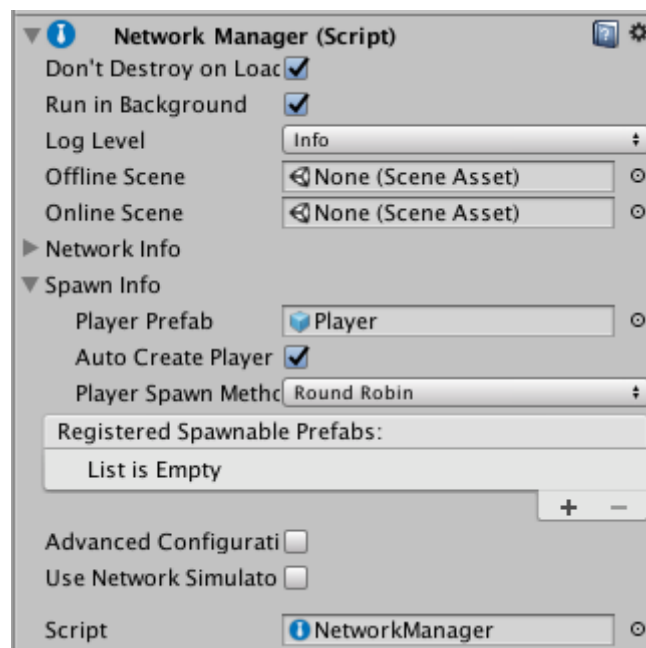 Network Manager (Script)
Don't Destroy on Loac
Run in Background
Log Level Info
Offline Scene None (Scene Asset)
Online Scene None (Scene Asset)
Network Info
Spawn Info
Player Prefab Player
Auto Create Player
Player Spawn Methc Round Robin
Registered Spawnable Prefabs:
List is Empty
+ −
Advanced Configurati
Use Network Simulato
Script NetworkManager